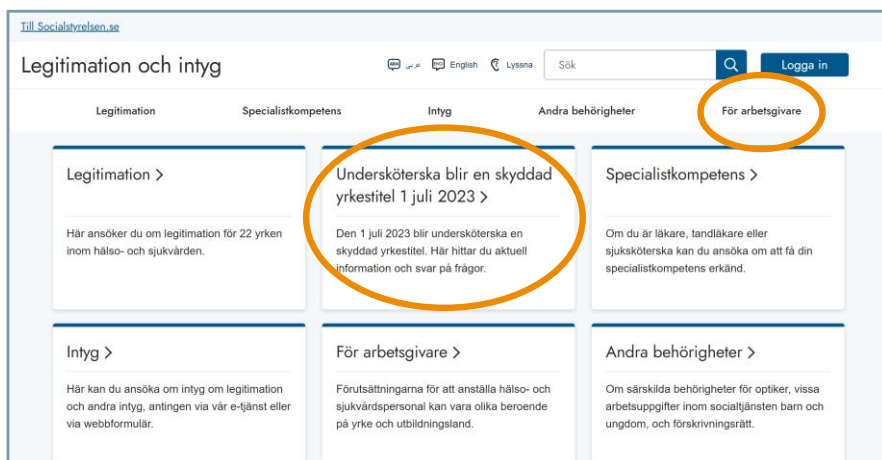 Till Socialstyrelsen.se
Legitimation och intyg
ARA عربي ENG English Lyssna Sök Logga in
Legitimation Specialistkompetens Intyg Andra behörigheter För arbetsgivare
Legitimation >
Här ansöker du om legitimation för 22 yrken
inom hälso- och sjukvården.
Undersköterska blir en skyddad
yrkestitel 1 juli 2023 >
Den 1 juli 2023 blir undersköterska en
skyddad yrkestitel. Här hittar du aktuell
information och svar på frågor.
Specialistkompetens >
Om du är läkare, tandläkare eller
sjuksköterska kan du ansöka om att få din
specialistkompetens erkänd.
Intyg >
Här kan du ansöka om intyg om legitimation
och andra intyg, antingen via vår e-tjänst eller
via webbformulär.
För arbetsgivare >
Förutsättningarna för att anställa hälso- och
sjukvårdspersonal kan vara olika beroende
på yrke och utbildningsland.
Andra behörigheter >
Om särskilda behörigheter för optiker, vissa
arbetsuppgifter inom socialtjänsten barn och
ungdom, och förskrivningsrätt.